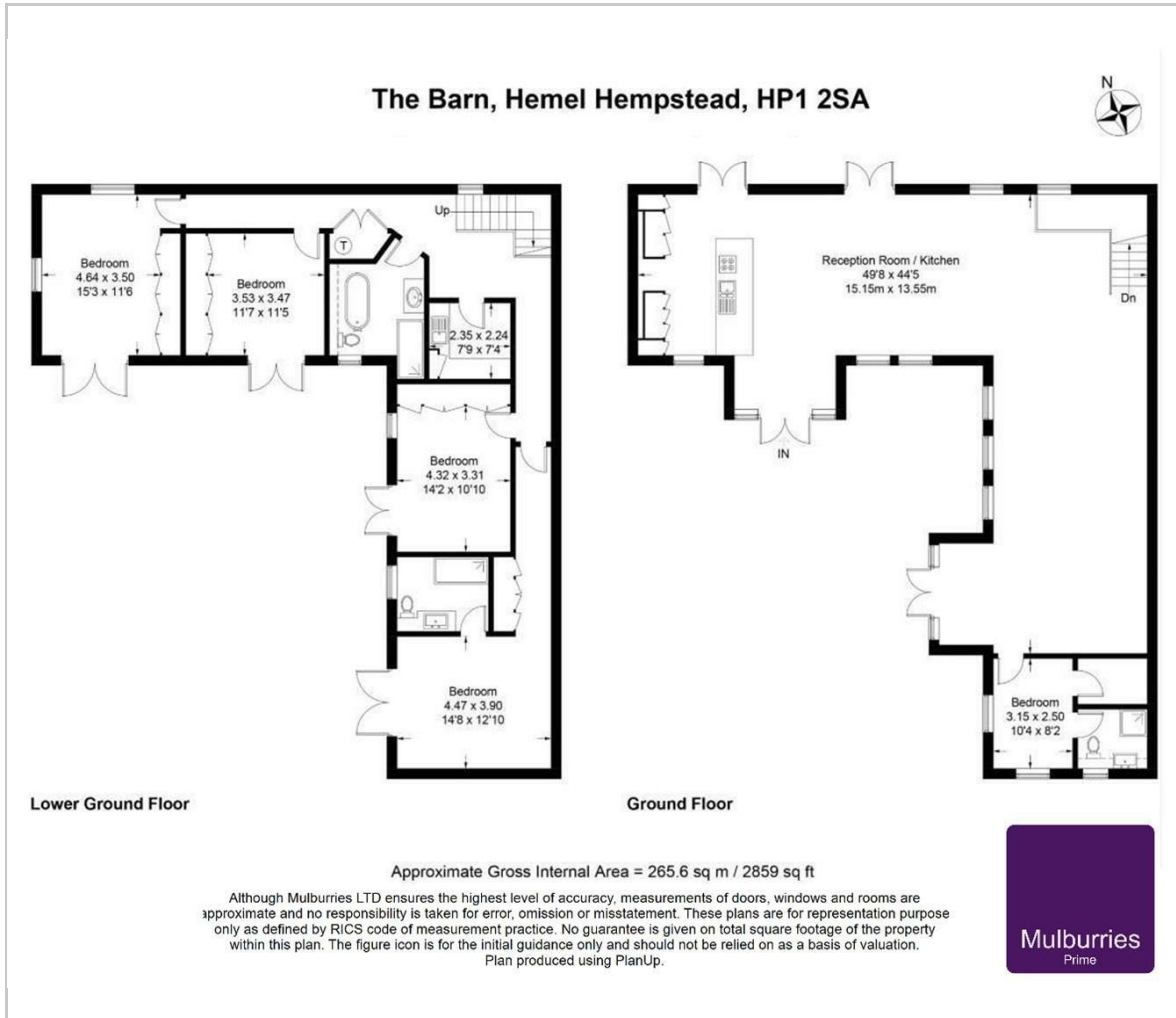 The Barn, Hemel Hempstead, HP1 2SA
N
Up
T
Bedroom
4.64 x 3.50
15'3 x 11'6
Bedroom
3.53 x 3.47
11'7 x 11'5
2.35 x 2.24
7'9 x 7'4
Bedroom
4.32 x 3.31
14'2 x 10'10
Bedroom
4.47 x 3.90
14'8 x 12'10
Lower Ground Floor
Reception Room / Kitchen
49'8 x 44'5
15.15m x 13.55m
Dn
IN
Bedroom
3.15 x 2.50
10'4 x 8'2
Ground Floor
Approximate Gross Internal Area = 265.6 sq m / 2859 sq ft
Although Mulburries LTD ensures the highest level of accuracy, measurements of doors, windows and rooms are
approximate and no responsibility is taken for error, omission or misstatement. These plans are for representation purpose
only as defined by RICS code of measurement practice. No guarantee is given on total square footage of the property
within this plan. The figure icon is for the initial guidance only and should not be relied on as a basis of valuation.
Plan produced using PlanUp.
Mulburries
Prime